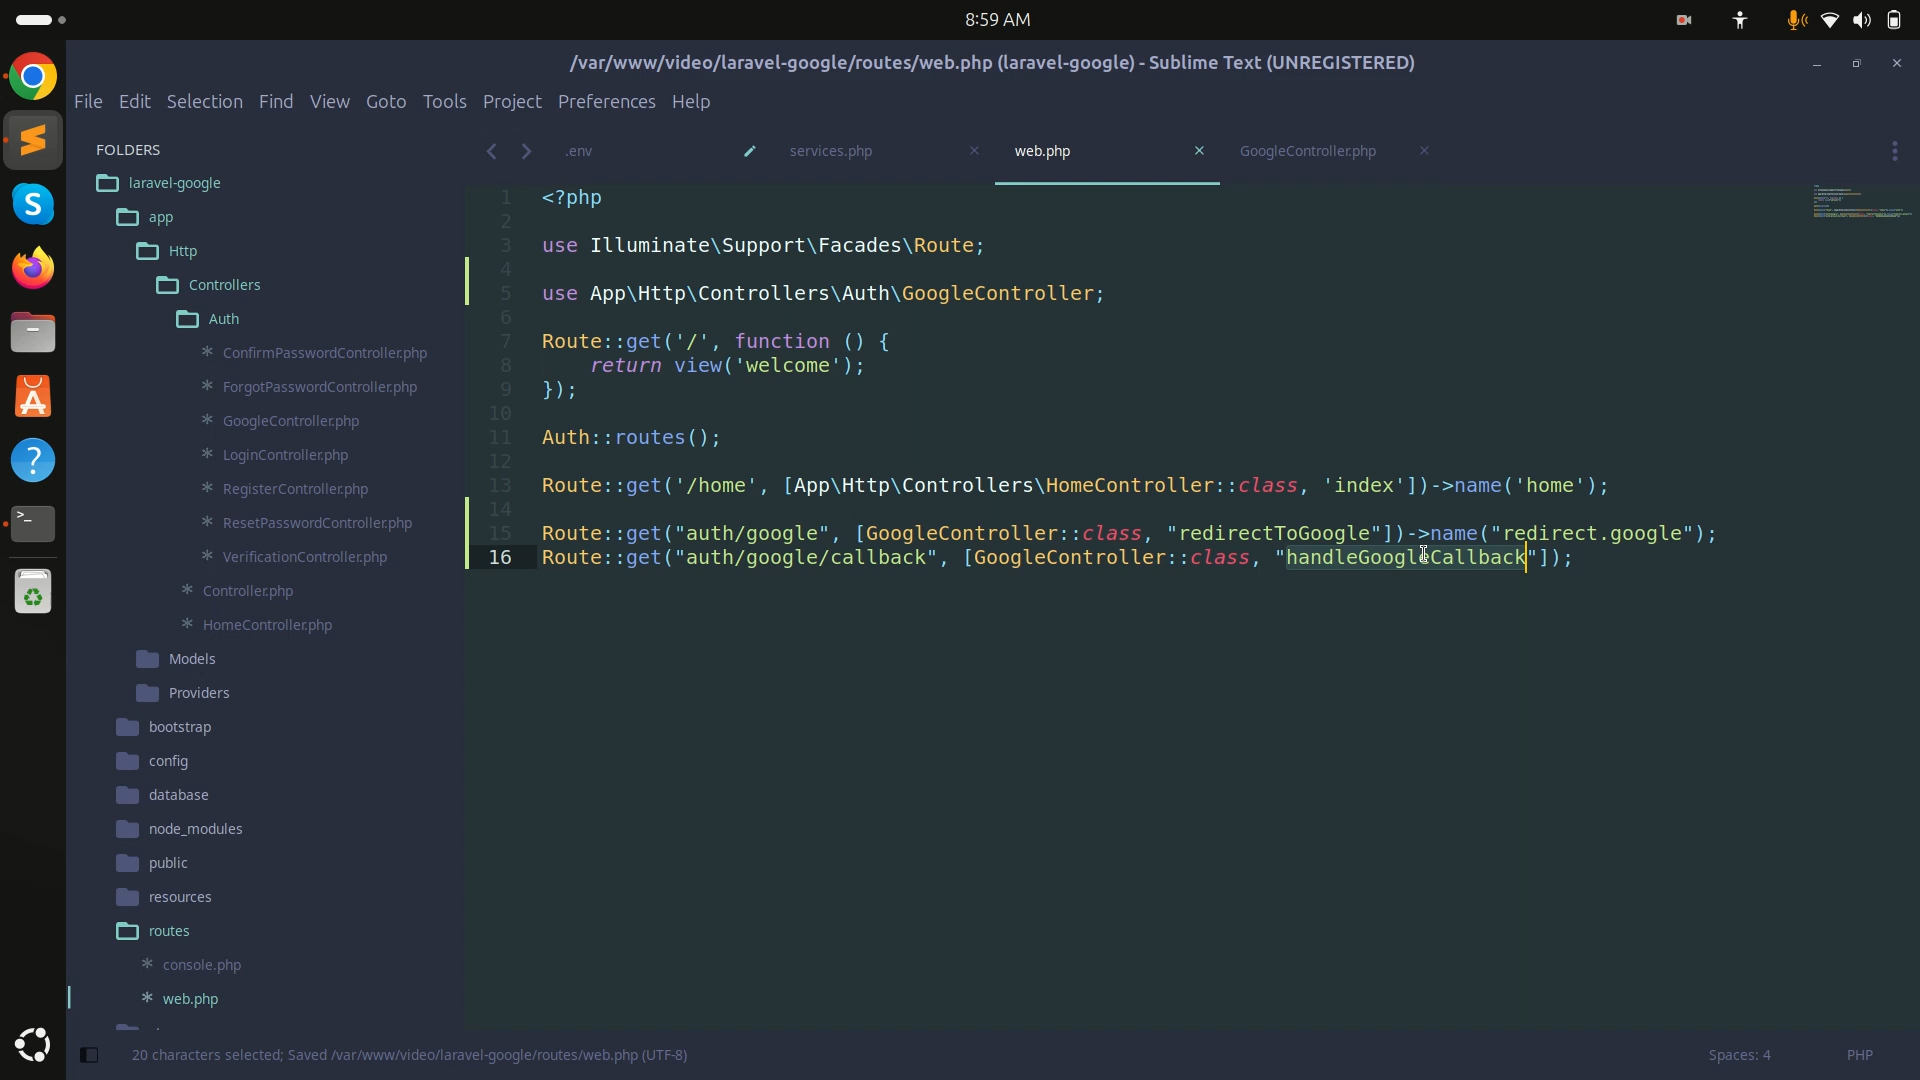 8:59 AM
/var/www/video/laravel-google/routes/web.php (laravel-google) - Sublime Text (UNREGISTERED)
File Edit Selection Find View Goto Tools Project Preferences Help
FOLDERS
laravel-google
app
Http
Controllers
Auth
ConfirmPasswordController.php
ForgotPasswordController.php
GoogleController.php
LoginController.php
RegisterController.php
ResetPasswordController.php
VerificationController.php
Controller.php
HomeController.php
Models
Providers
bootstrap
config
database
node_modules
public
resources
routes
console.php
web.php
.env services.php web.php GoogleController.php
1 <?php
2
3 use Illuminate\Support\Facades\Route;
4
5 use App\Http\Controllers\Auth\GoogleController;
6
7 Route::get('/', function () {
8 return view('welcome');
9 });
10
11 Auth::routes();
12
13 Route::get('/home', [App\Http\Controllers\HomeController::class, 'index'])->name('home');
14
15 Route::get("auth/google", [GoogleController::class, "redirectToGoogle"])->name("redirect.google");
16 Route::get("auth/google/callback", [GoogleController::class, "handleGoogleCallback"]);
20 characters selected; Saved /var/www/video/laravel-google/routes/web.php (UTF-8)
Spaces: 4 PHP